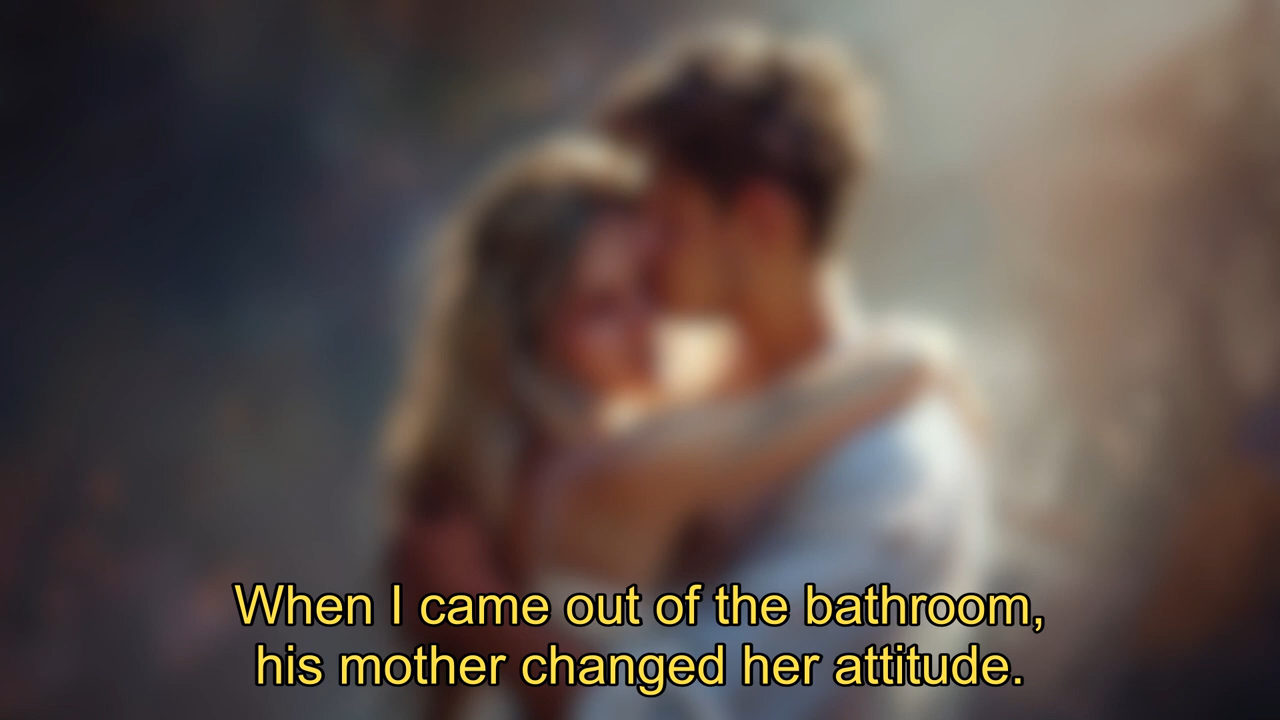 When I came out of the bathroom,
his mother changed her attitude.